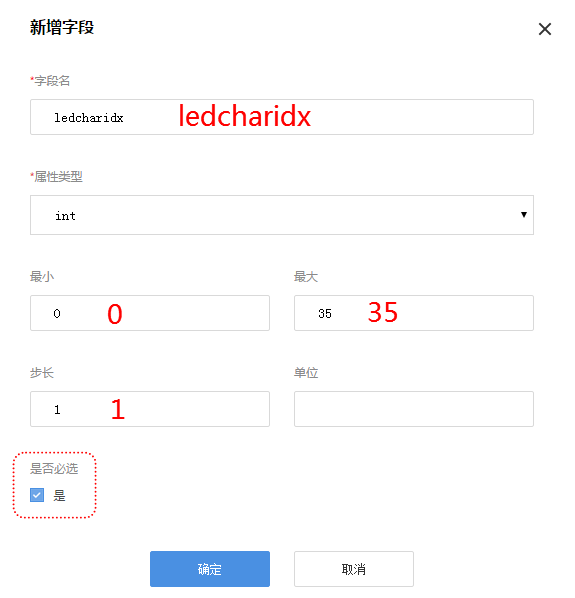 新增字段
*字段名
ledcharidx ledcharidx
*属性类型
int
最小 最大
0 0 35 35
步长 单位
1 1
是否必选
是
确定 取消